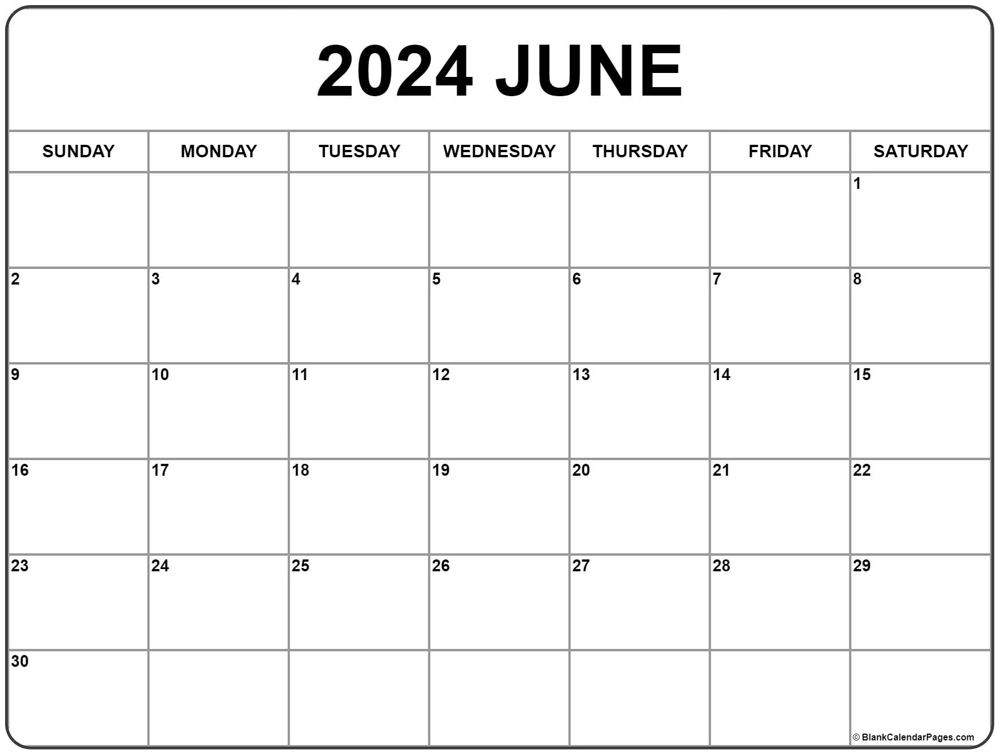 2024 JUNE
SUNDAY MONDAY TUESDAY WEDNESDAY THURSDAY FRIDAY SATURDAY
1
2 3 4 5 6 7 8
9 10 11 12 13 14 15
16 17 18 19 20 21 22
23 24 25 26 27 28 29
30
© BlankCalendarPages.com